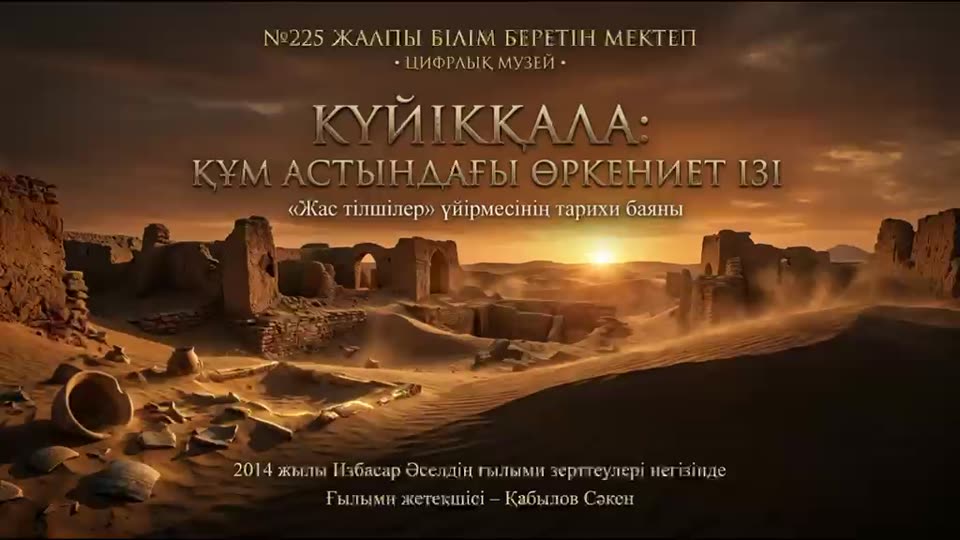 №225 ЖАЛПЫ БІЛІМ БЕРЕТІН МЕКТЕП
• ЦИФРЛЫҚ МУЗЕЙ •
КҮЙІКҚАЛА:
ҚҰМ АСТЫНДАҒЫ ӨРКЕНИЕТ ІЗІ
«Жас тілшілер» үйірмесінің тарихи баяны
2014 жылы Избасар Әселдің ғылыми зерттеулері негізінде
Ғылыми жетекшісі – Қабылов Сәкен